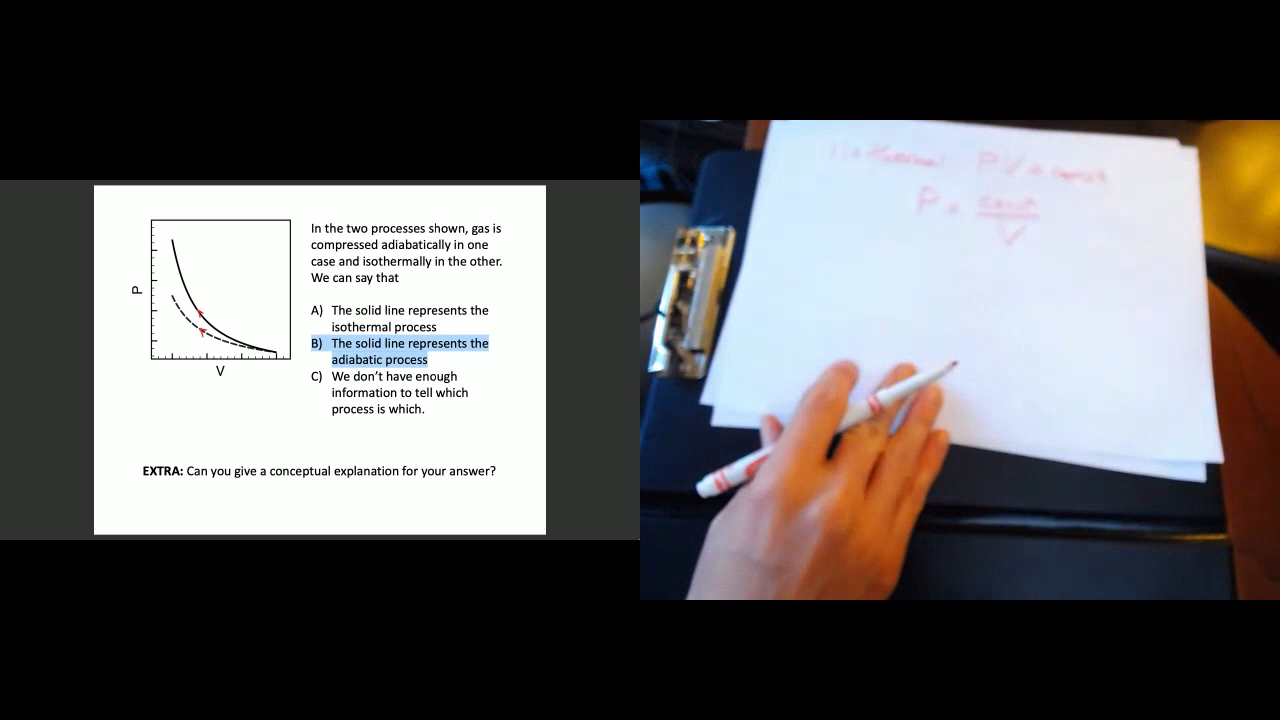 In the two processes shown, gas is
compressed adiabatically in one
case and isothermally in the other.
We can say that
A) The solid line represents the
isothermal process
B) The solid line represents the
adiabatic process
C) We don’t have enough
information to tell which
process is which.
P
V
EXTRA: Can you give a conceptual explanation for your answer?
Isothermal: PV = const
P = const
V